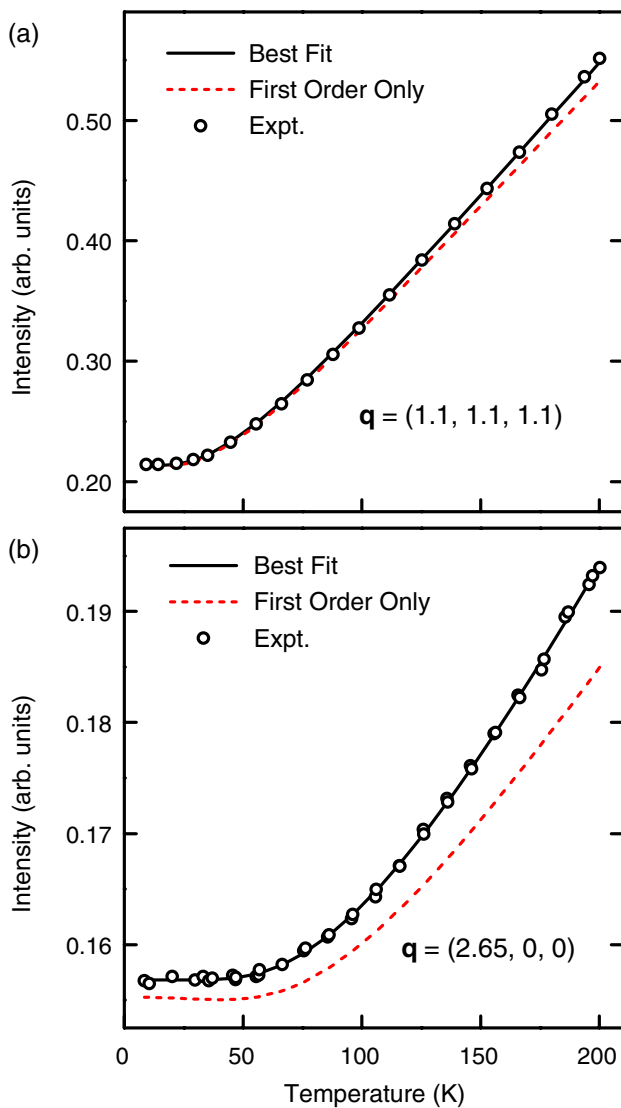 (a)
Best Fit
First Order Only
Expt.
0.50
0.40
0.30
0.20
Intensity (arb. units)
q = (1.1, 1.1, 1.1)
(b)
Best Fit
First Order Only
Expt.
0.19
0.18
0.17
0.16
Intensity (arb. units)
q = (2.65, 0, 0)
0 50 100 150 200
Temperature (K)